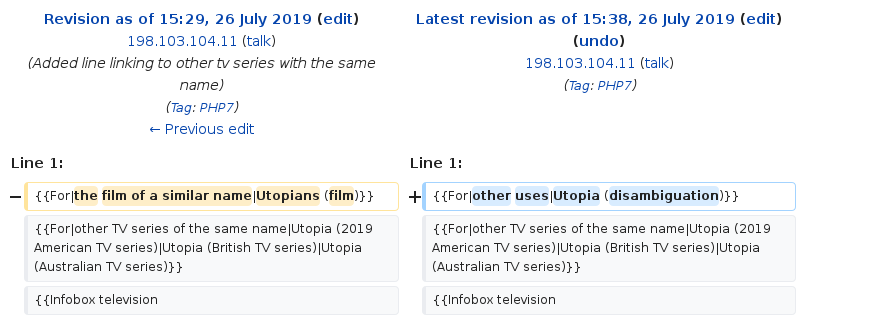 Revision as of 15:29, 26 July 2019 (edit)
198.103.104.11 (talk)
(Added line linking to other tv series with the same
name)
(Tag: PHP7)
← Previous edit
Latest revision as of 15:38, 26 July 2019 (edit)
(undo)
198.103.104.11 (talk)
(Tag: PHP7)
Line 1:
Line 1:
− {{For|the film of a similar name|Utopians (film)}}
+ {{For|other uses|Utopia (disambiguation)}}
{{For|other TV series of the same name|Utopia (2019
American TV series)|Utopia (British TV series)|Utopia
(Australian TV series)}}
{{For|other TV series of the same name|Utopia (2019
American TV series)|Utopia (British TV series)|Utopia
(Australian TV series)}}
{{Infobox television
{{Infobox television